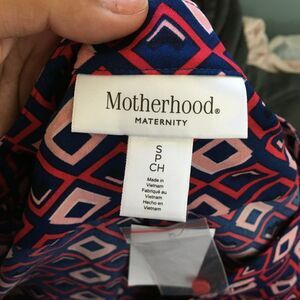 Motherhood®
MATERNITY
S
P
CH
Made in
Vietnam
Fabriqué au
Vietnam
Hecho en
Vietnam